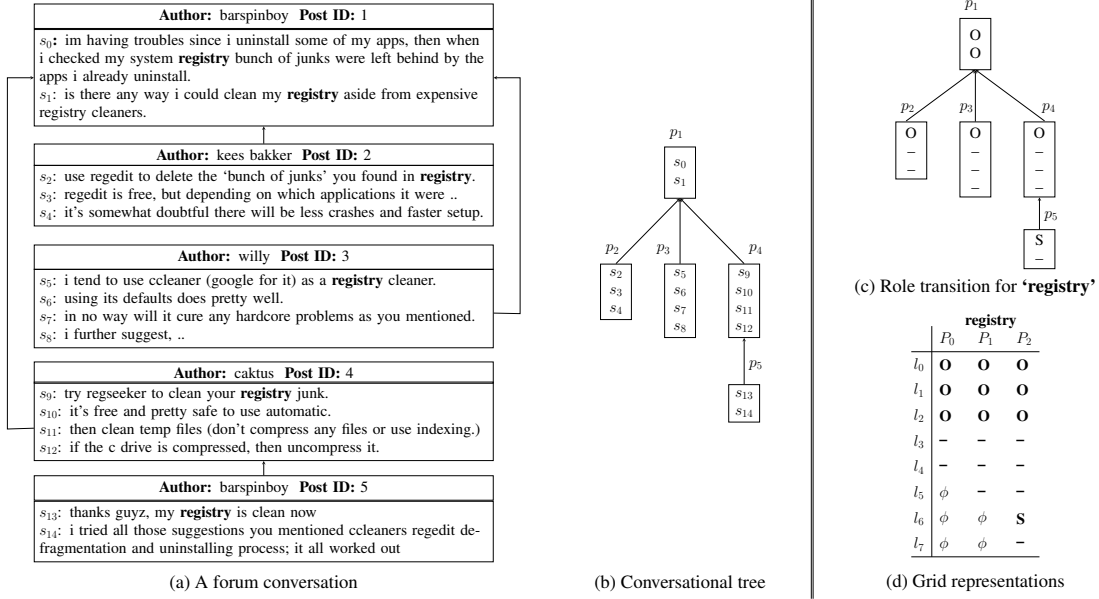 Author: barspinboy Post ID: 1
s0: im having troubles since i uninstall some of my apps, then when
i checked my system registry bunch of junks were left behind by the
apps i already uninstall.
s1: is there any way i could clean my registry aside from expensive
registry cleaners.
Author: kees bakker Post ID: 2
s2: use regedit to delete the ‘bunch of junks’ you found in registry.
s3: regedit is free, but depending on which applications it were ..
s4: it's somewhat doubtful there will be less crashes and faster setup.
Author: willy Post ID: 3
s5: i tend to use ccleaner (google for it) as a registry cleaner.
s6: using its defaults does pretty well.
s7: in no way will it cure any hardcore problems as you mentioned.
s8: i further suggest, ..
Author: caktus Post ID: 4
s9: try regseeker to clean your registry junk.
s10: it's free and pretty safe to use automatic.
s11: then clean temp files (don't compress any files or use indexing.)
s12: if the c drive is compressed, then uncompress it.
Author: barspinboy Post ID: 5
s13: thanks guyz, my registry is clean now
s14: i tried all those suggestions you mentioned ccleaners regedit de-
fragmentation and uninstalling process; it all worked out
(a) A forum conversation
p1
s0
s1
p2 p3 p4
s2 s5 s9
s3 s6 s10
s4 s7 s11
s8 s12
p5
s13
s14
(b) Conversational tree
p1
O
O
p2 p3 p4
O O O
– – –
– – –
– –
p5
S
–
(c) Role transition for ‘registry’
registry
P0 P1 P2
l0 O O O
l1 O O O
l2 O O O
l3 – – –
l4 – – –
l5 ϕ – –
l6 ϕ ϕ S
l7 ϕ ϕ –
(d) Grid representations